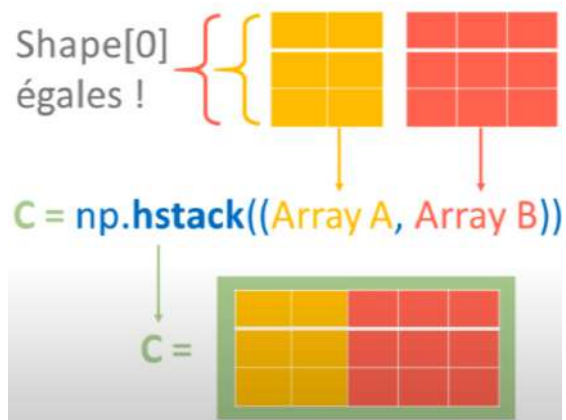 Shape[0]
égales !
C = np.hstack((Array A, Array B))
C =